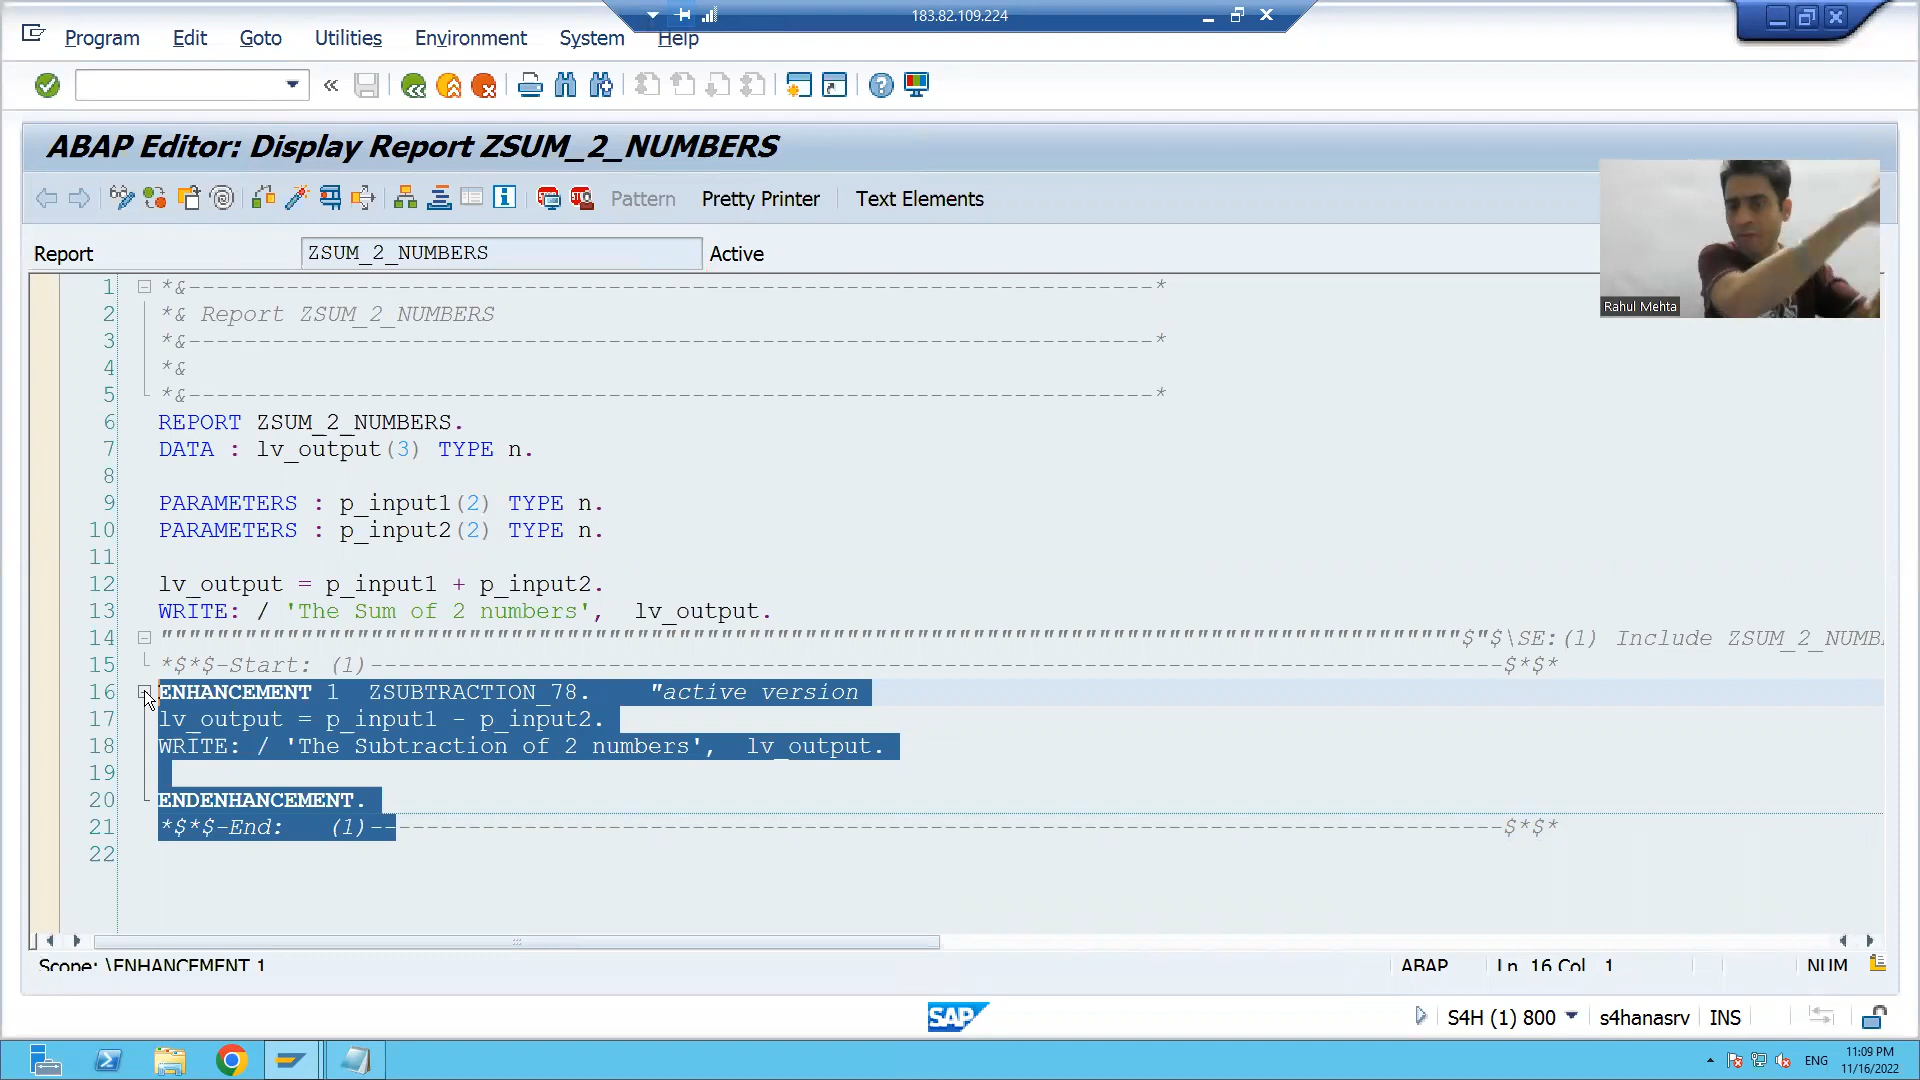 183.82.109.224
Program Edit Goto Utilities Environment System Help
ABAP Editor: Display Report ZSUM_2_NUMBERS
Pattern Pretty Printer Text Elements
Report ZSUM_2_NUMBERS Active
Rahul Mehta
1 *&---------------------------------------------------------------------*
2 *& Report ZSUM_2_NUMBERS
3 *&---------------------------------------------------------------------*
4 *&
5 *&---------------------------------------------------------------------*
6 REPORT ZSUM_2_NUMBERS.
7 DATA : lv_output(3) TYPE n.
8
9 PARAMETERS : p_input1(2) TYPE n.
10 PARAMETERS : p_input2(2) TYPE n.
11
12 lv_output = p_input1 + p_input2.
13 WRITE: / 'The Sum of 2 numbers', lv_output.
14 """"""""""""""""""""""""""""""""""""""""""""""""""""""""""""""""""""""""""""""""""""""""""""$"$\SE:(1) Include ZSUM_2_NUMB
15 *$*$-Start: (1)---------------------------------------------------------------------------------$*$*
16 ENHANCEMENT 1 ZSUBTRACTION_78. "active version
17 lv_output = p_input1 - p_input2.
18 WRITE: / 'The Subtraction of 2 numbers', lv_output.
19
20 ENDENHANCEMENT.
21 *$*$-End: (1)---------------------------------------------------------------------------------$*$*
22
Scope: \ENHANCEMENT 1 ABAP Ln 16 Col 1 NUM
SAP S4H (1) 800 s4hanasrv INS
ENG 11:09 PM
11/16/2022